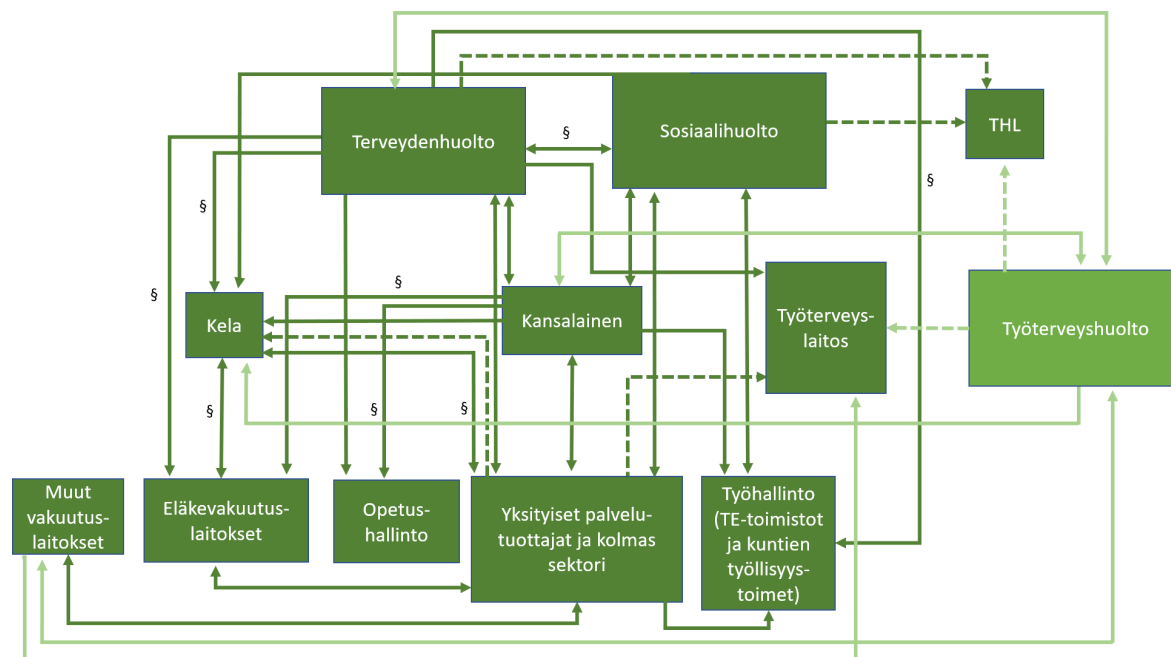 Terveydenhuolto
§
Sosiaalihuolto
THL
§
§
§
§
Kela
Kansalainen
Työterveys-
laitos
Työterveyshuolto
§
§
§
Muut
vakuutus-
laitokset
Eläkevakuutus-
laitokset
Opetus-
hallinto
Yksityiset palvelu-
tuottajat ja kolmas
sektori
Työhallinto
(TE-toimistot
ja kuntien
työllisyys-
toimet)